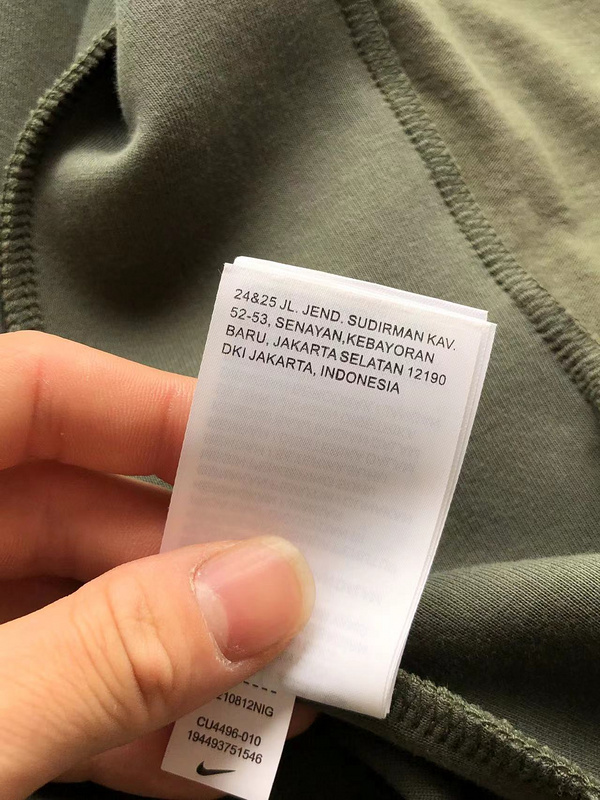 24&25 JL. JEND. SUDIRMAN KAV.
52-53, SENAYAN,KEBAYORAN
BARU, JAKARTA SELATAN 12190
DKI JAKARTA, INDONESIA
210812NIG
CU4496-010
194493751546